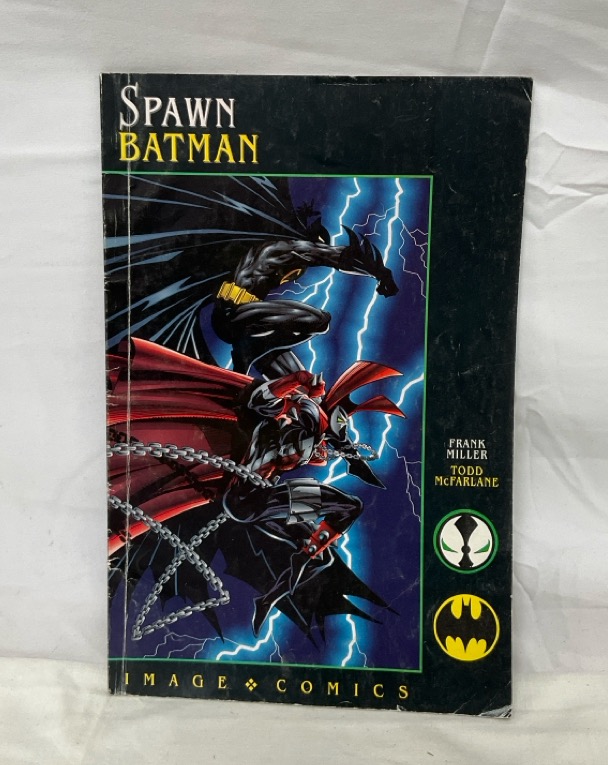 SPAWN
BATMAN
FRANK
MILLER
TODD
McFARLANE
IMAGE ❖ COMICS